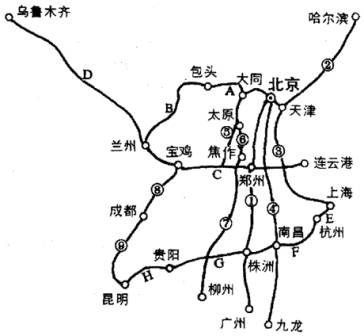 乌鲁木齐
哈尔滨
D
包头
大同
北京
②
A
B
天津
太原
⑤
⑥
兰州
宝鸡
焦作
③
C
郑州
连云港
⑧
①
上海
成都
④
E
⑦
南昌
杭州
⑨
贵阳
F
H
G
株洲
昆明
柳州
广州
九龙